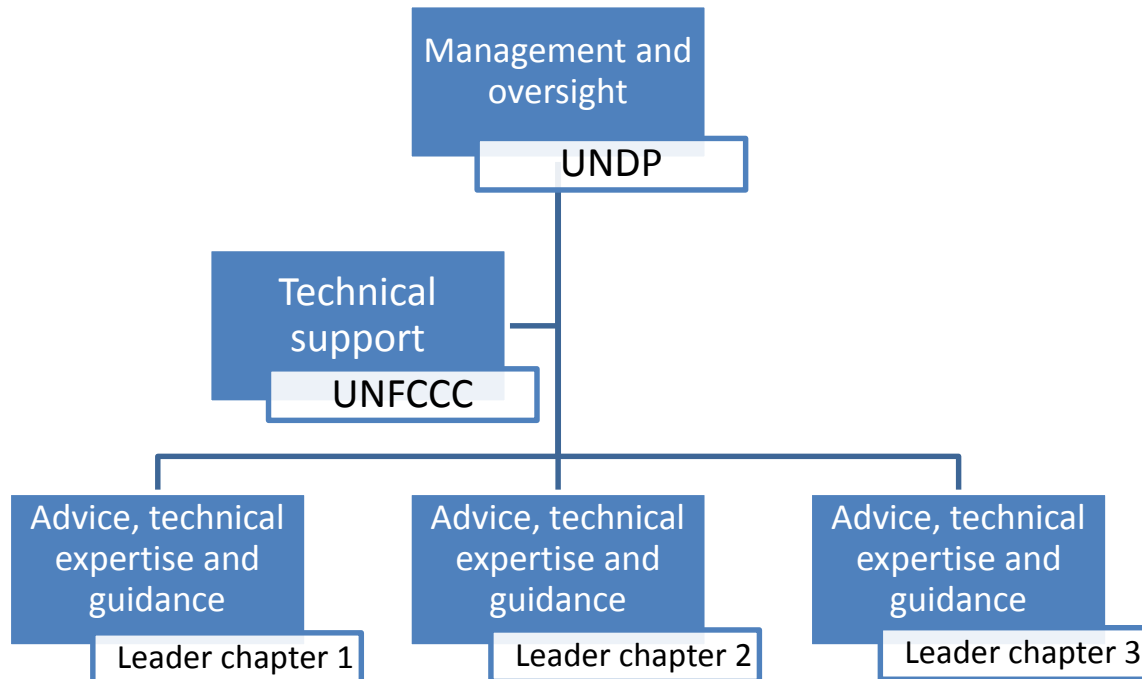 Management and
oversight
UNDP
Technical
support
UNFCCC
Advice, technical
expertise and
guidance
Leader chapter 1
Advice, technical
expertise and
guidance
Leader chapter 2
Advice, technical
expertise and
guidance
Leader chapter 3